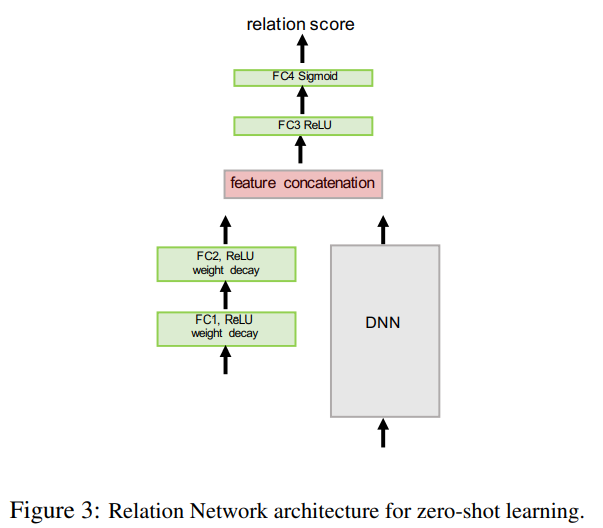 relation score
FC4 Sigmoid
FC3 ReLU
feature concatenation
FC2, ReLU
weight decay
FC1, ReLU
weight decay
DNN
Figure 3: Relation Network architecture for zero-shot learning.